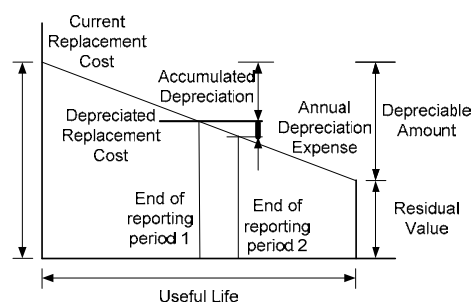 Current
Replacement
Cost
Accumulated
Depreciation
Depreciated
Replacement
Cost
Annual
Depreciation
Expense
Depreciable
Amount
End of
reporting
period 1
End of
reporting
period 2
Residual
Value
Useful Life